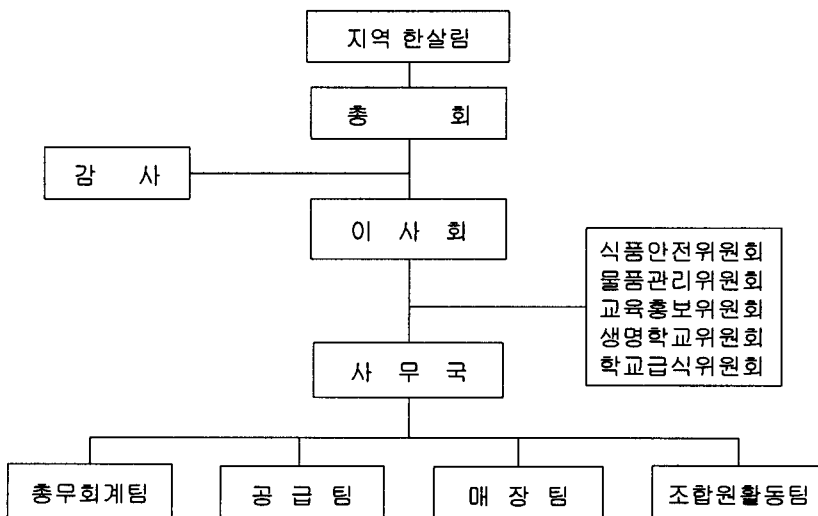 지역 한살림
총 회
감 사
이 사 회
식품안전위원회
물품관리위원회
교육홍보위원회
생명학교위원회
학교급식위원회
사 무 국
총무회계팀
공 급 팀
매 장 팀
조합원활동팀